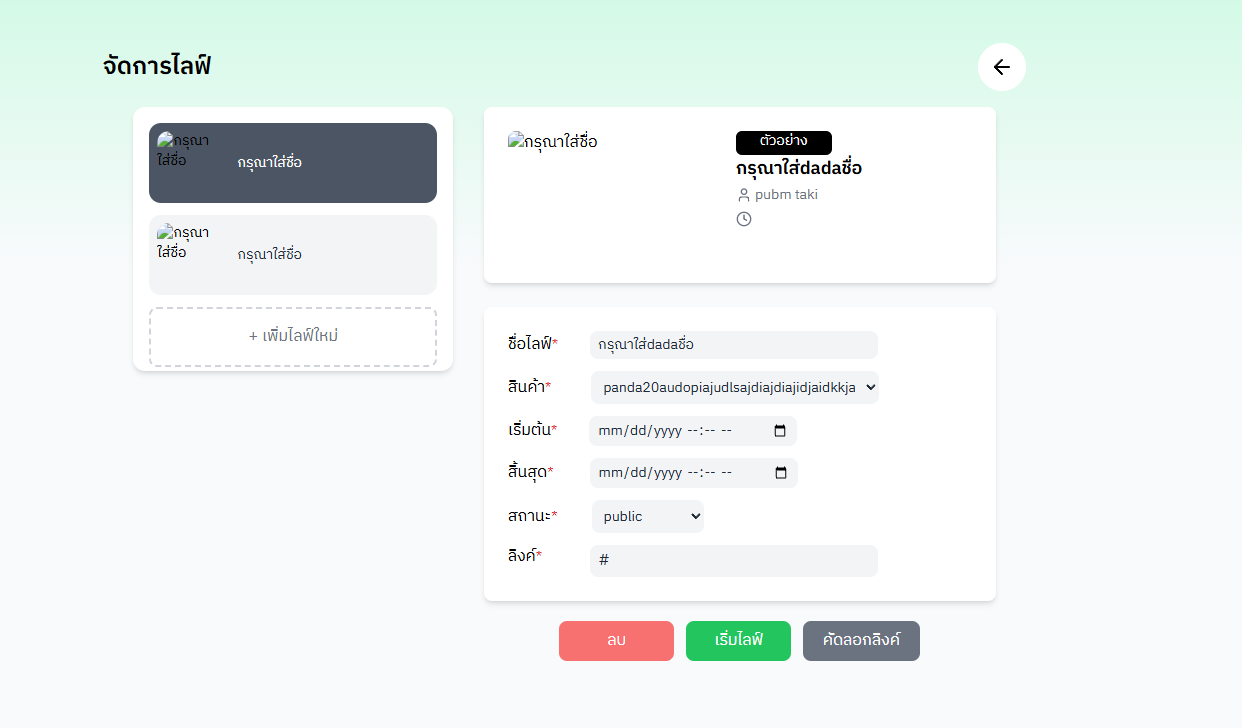 จัดการไลฟ์
กรุณา
ใส่ชื่อ
กรุณาใส่ชื่อ
กรุณา
ใส่ชื่อ
กรุณาใส่ชื่อ
+ เพิ่มไลฟ์ใหม่
กรุณาใส่ชื่อ
ตัวอย่าง
กรุณาใส่dadaชื่อ
pubm taki
ชื่อไลฟ์* กรุณาใส่dadaชื่อ
สินค้า* panda20audopiajudlsajdiajdiajidjaidkkja
เริ่มต้น* mm/dd/yyyy --:-- --
สิ้นสุด* mm/dd/yyyy --:-- --
สถานะ* public
ลิงค์* #
ลบ
เริ่มไลฟ์
คัดลอกลิงค์